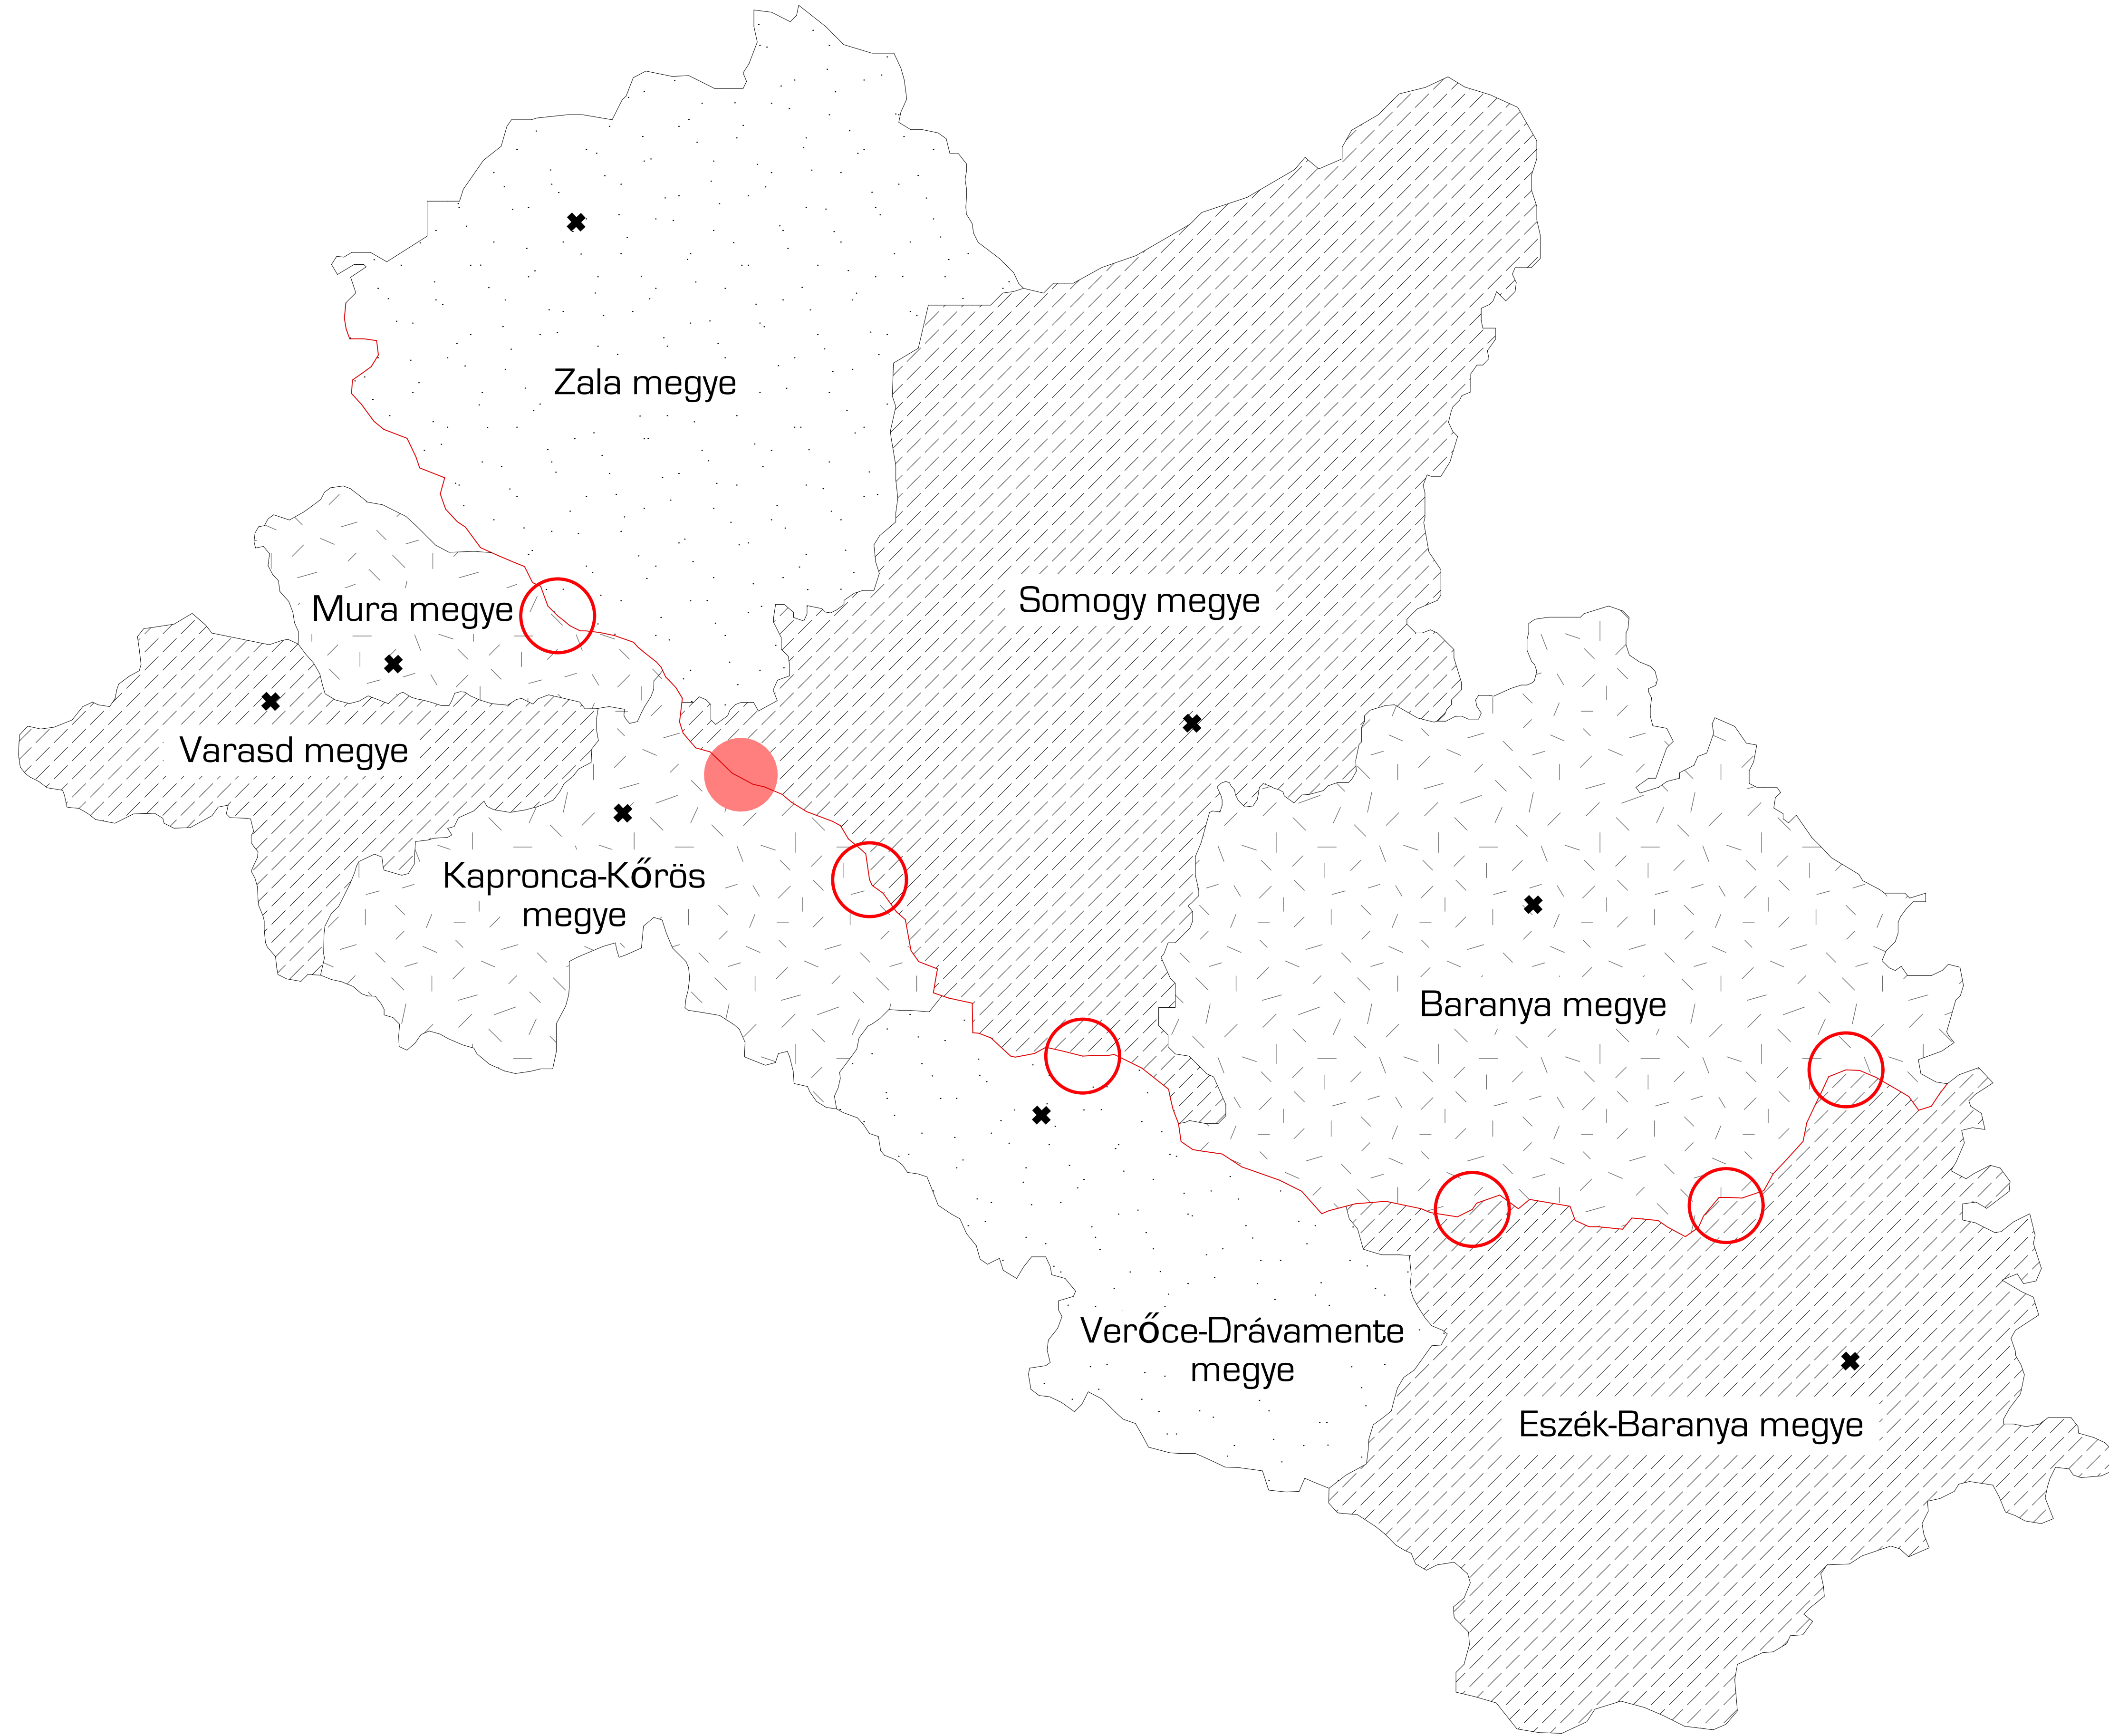 Zala megye
Somogy megye
Mura megye
Varasd megye
Kapronca-Kőrös
megye
Baranya megye
Verőce-Drávamente
megye
Eszék-Baranya megye